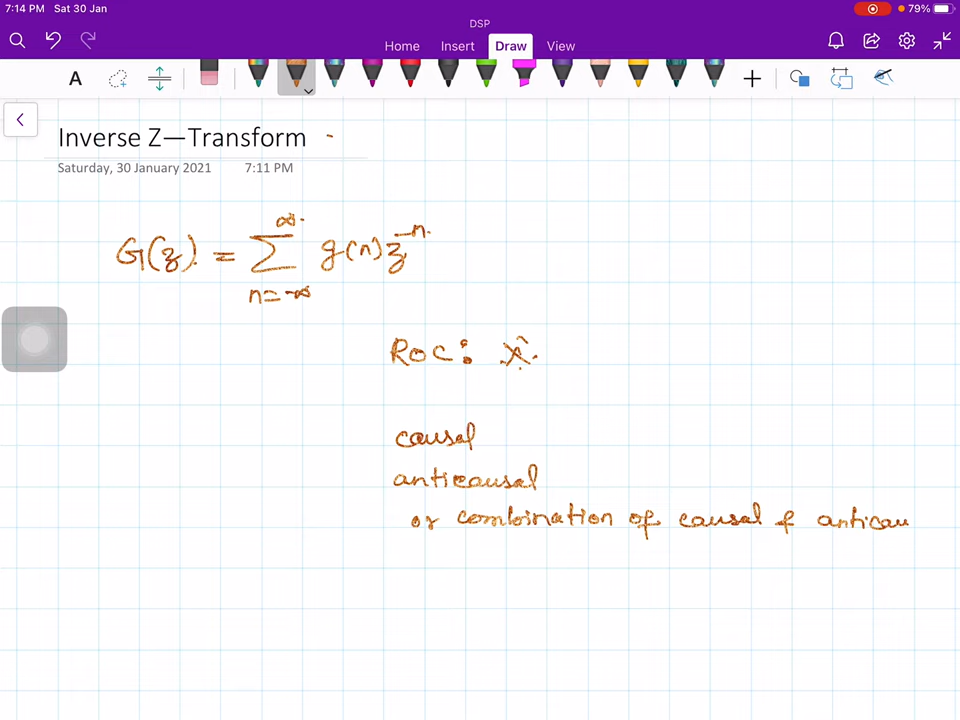 7:14 PM Sat 30 Jan
79%
DSP
Home Insert Draw View
A
Inverse Z—Transform -
Saturday, 30 January 2021 7:11 PM
G(z) = ∑_{n=-∞}^{∞} g(n) z^{-n}
ROC:
causal
anticausal
or combination of causal & anticau